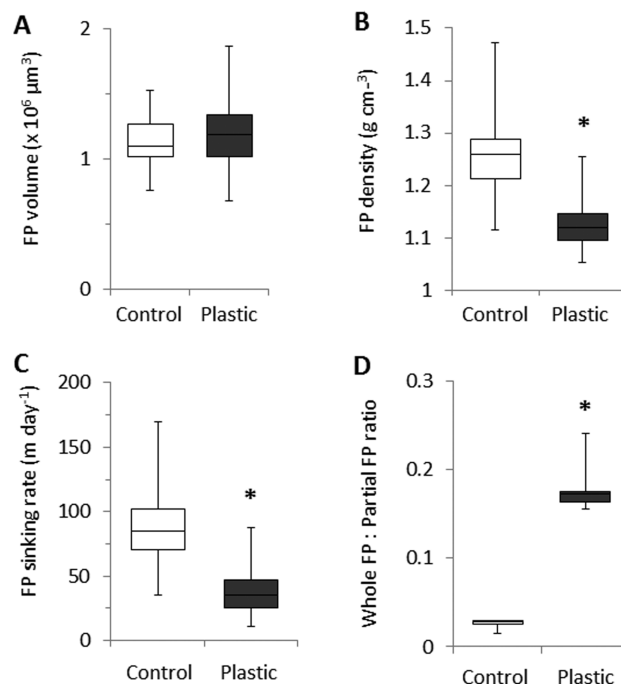 A
FP volume (x 10⁶ µm³)
2
1
0
Control Plastic
B
FP density (g cm-³)
1.5
1.4
1.3
1.2
1.1
1
*
Control Plastic
C
FP sinking rate (m day⁻¹)
200
150
100
50
0
*
Control Plastic
D
Whole FP : Partial FP ratio
0.3
0.2
0.1
0
*
Control Plastic